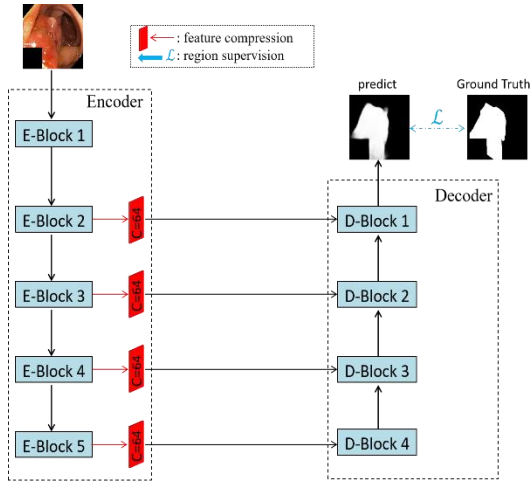 : feature compression
ℒ: region supervision
predict
Ground Truth
ℒ
Encoder
Decoder
E-Block 1
E-Block 2
C=64
D-Block 1
E-Block 3
C=64
D-Block 2
E-Block 4
C=64
D-Block 3
E-Block 5
C=64
D-Block 4